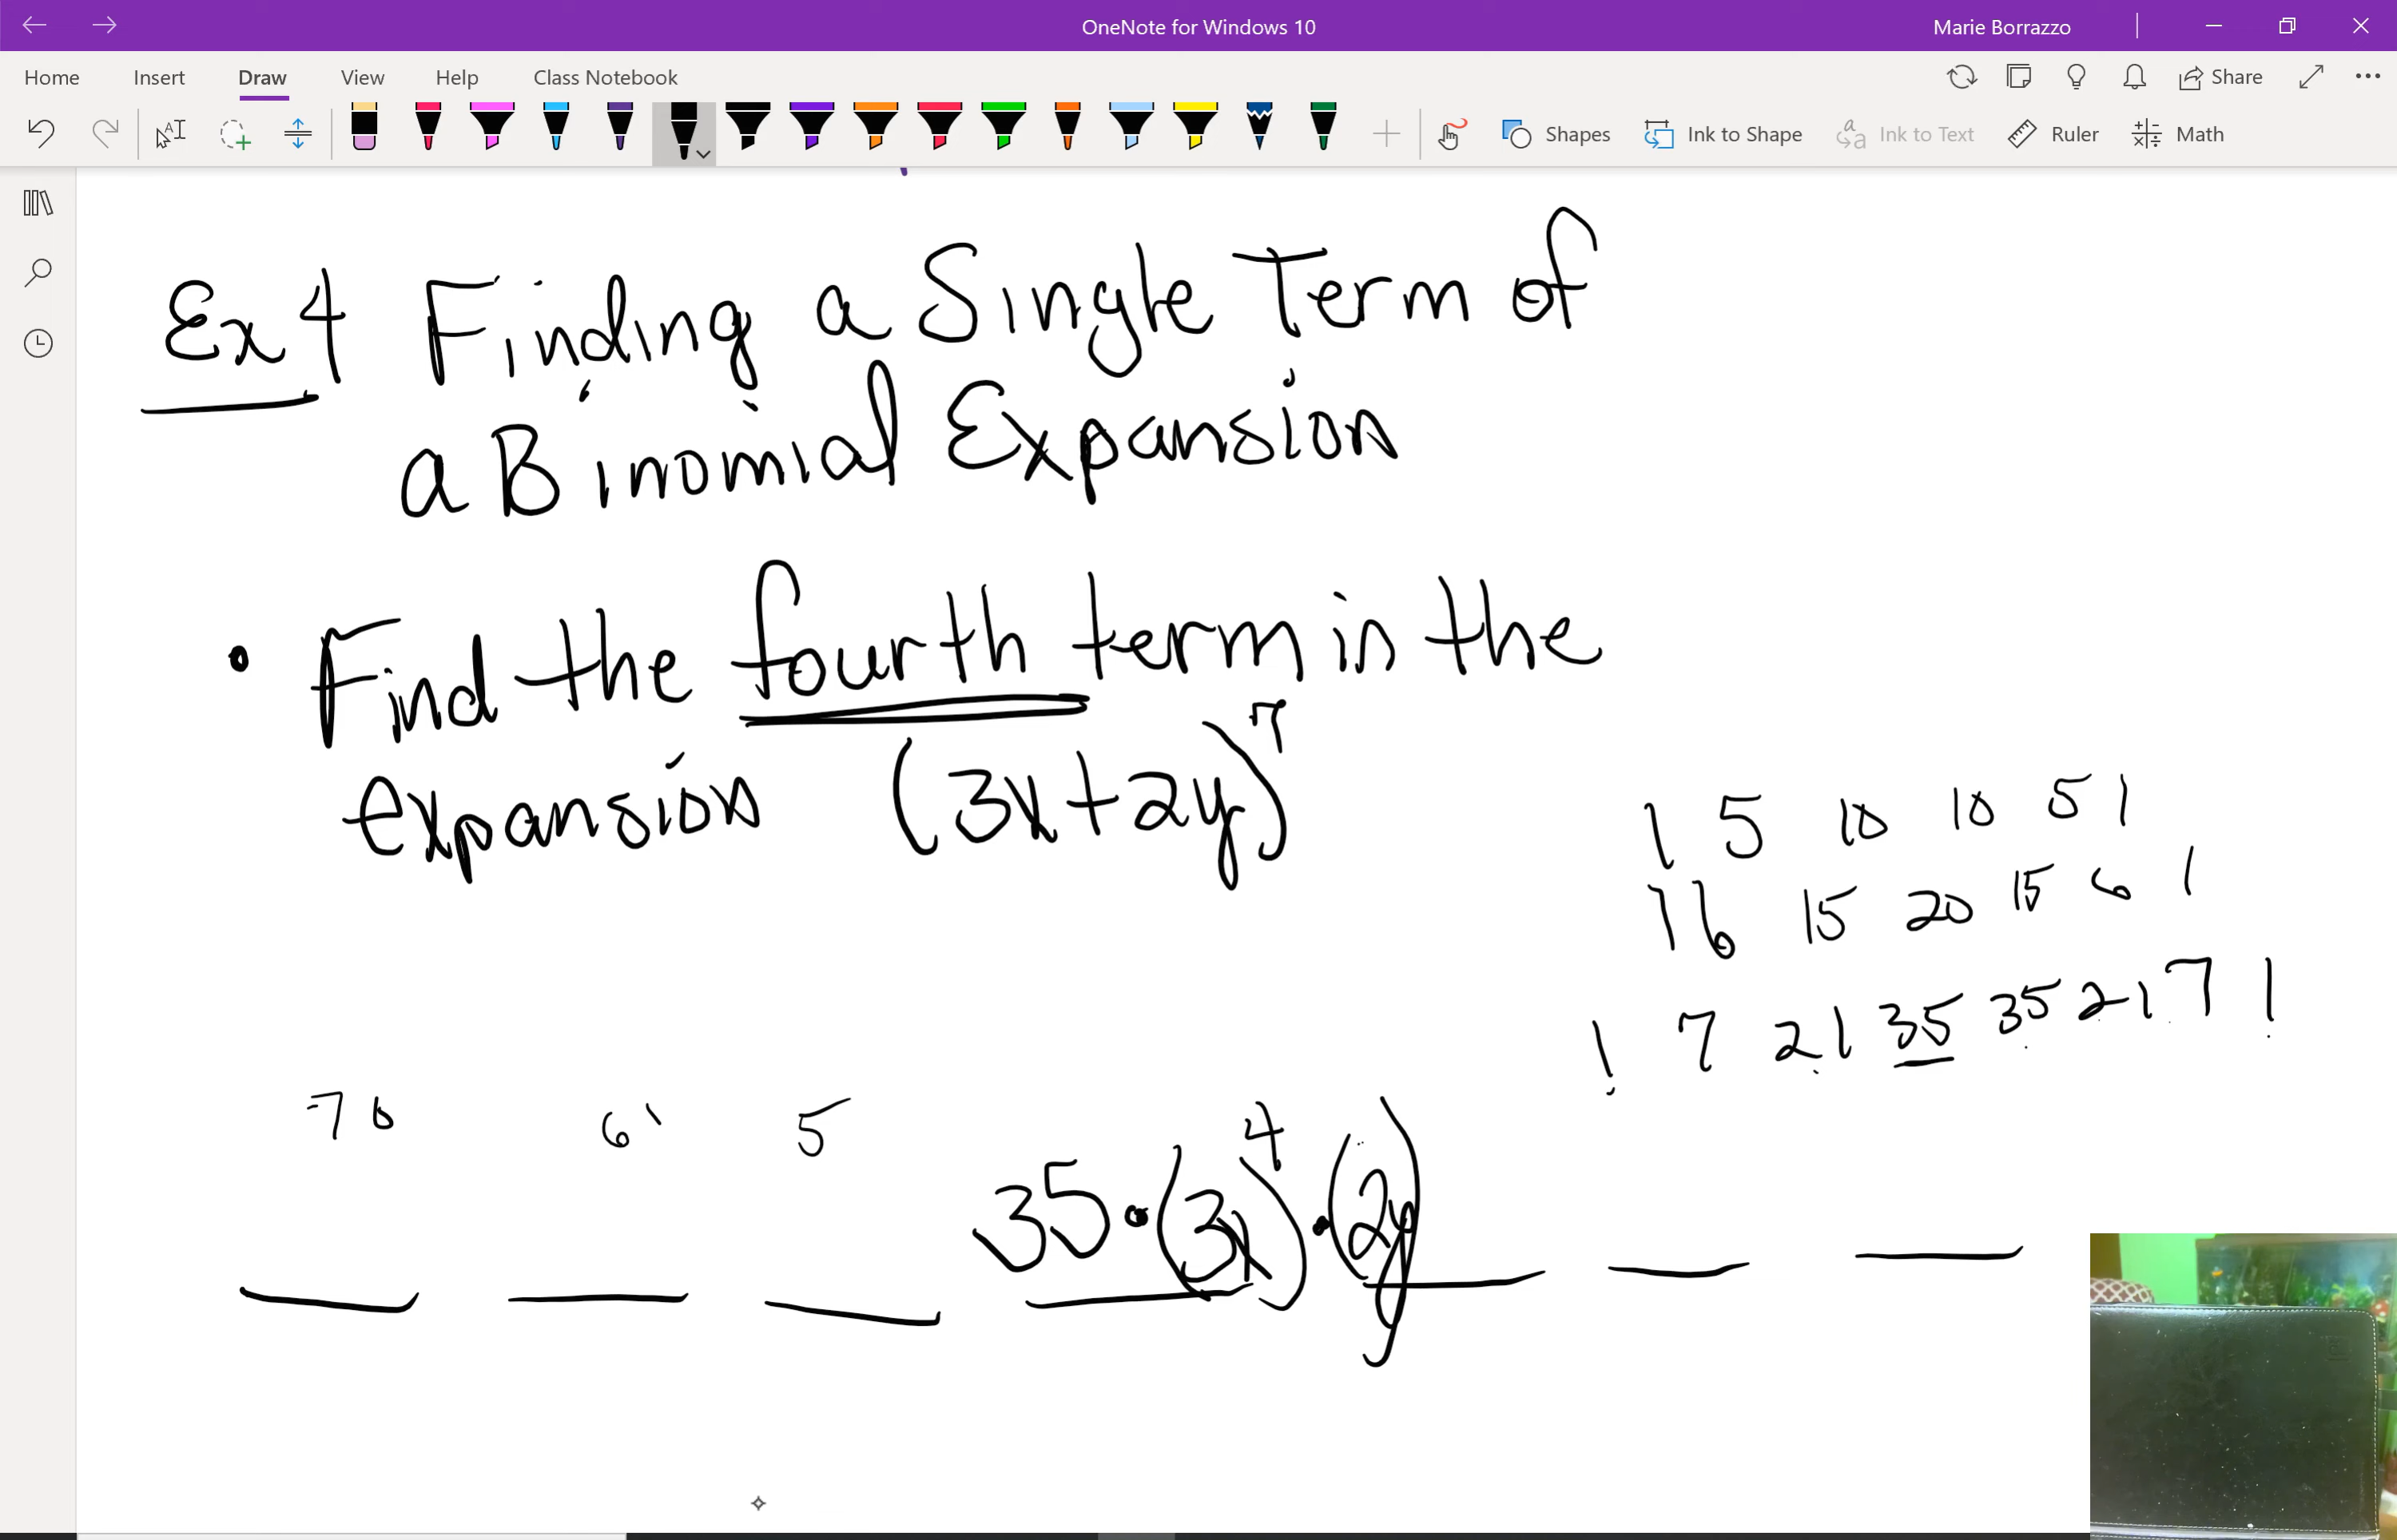 OneNote for Windows 10
Marie Borrazzo
Home Insert Draw View Help Class Notebook
Share
Shapes Ink to Shape Ink to Text Ruler Math
Ex 4 Finding a Single Term of
a Binomial Expansion
• Find the fourth term in the
expansion (3x+2y)⁷
1 5 10 10 5 1
1 6 15 20 15 6 1
1 7 21 35 35 21 7 1
7 0 6 1 5
35•(3x)⁴•(2y)